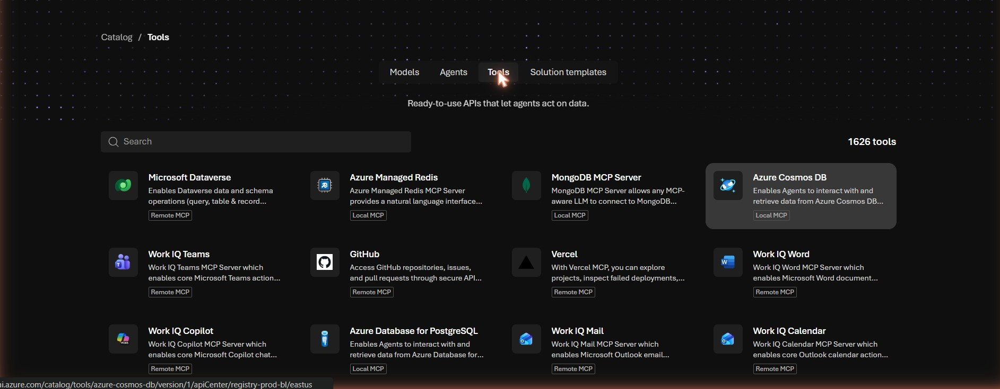 Catalog / Tools
Models Agents Tools Solution templates
Ready-to-use APIs that let agents act on data.
Search
1626 tools
Microsoft Dataverse
Enables Dataverse data and schema
operations (query, table & record...
Remote MCP
Azure Managed Redis
Azure Managed Redis MCP Server
provides a natural language interface...
Local MCP
MongoDB MCP Server
MongoDB MCP Server allows any MCP-
aware LLM to connect to MongoDB...
Local MCP
Azure Cosmos DB
Enables Agents to interact with and
retrieve data from Azure Cosmos DB...
Local MCP
Work IQ Teams
Work IQ Teams MCP Server which
enables core Microsoft Teams action...
Remote MCP
GitHub
Access GitHub repositories, issues,
and pull requests through secure API...
Remote MCP
Vercel
With Vercel MCP, you can explore
projects, inspect failed deployments,...
Remote MCP
W
Work IQ Word
Work IQ Word MCP Server which
enables Microsoft Word document...
Remote MCP
M365
Work IQ Copilot
Work IQ Copilot MCP Server which
enables core Microsoft Copilot chat...
Remote MCP
Azure Database for PostgreSQL
Enables Agents to interact with and
retrieve data from Azure Database for...
Local MCP
Work IQ Mail
Work IQ Mail MCP Server which
enables Microsoft Outlook email...
Remote MCP
Work IQ Calendar
Work IQ Calendar MCP Server which
enables core Outlook calendar action...
Remote MCP
ai.azure.com/catalog/tools/azure-cosmos-db/version/1/apiCenter/registry-prod-bl/eastus